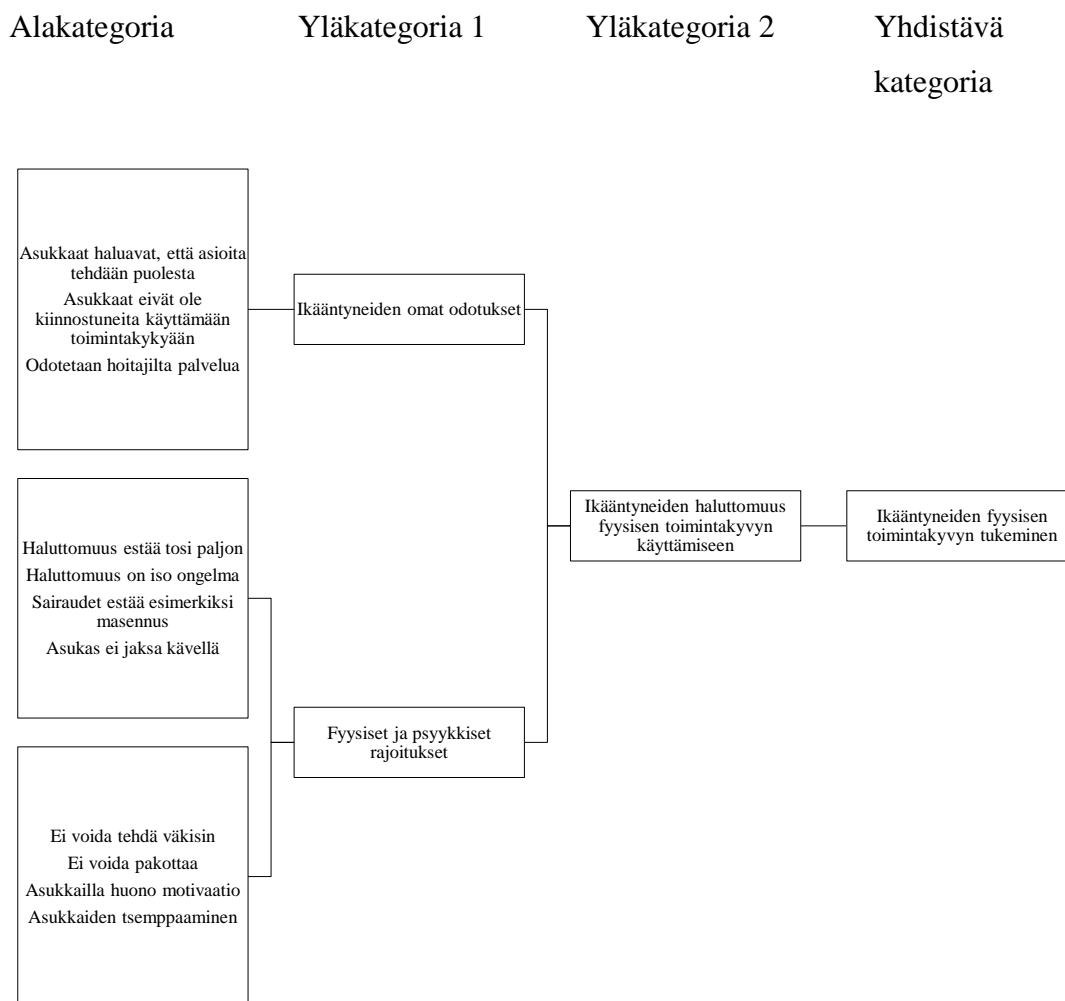 Alakategoria
Yläkategoria 1
Yläkategoria 2
Yhdistävä
kategoria
Asukkaat haluavat, että asioita
tehdään puolesta
Asukkaat eivät ole
kiinnostuneita käyttämään
toimintakykyään
Odotetaan hoitajilta palvelua
Ikääntyneiden omat odotukset
Haluttomuus estää tosi paljon
Haluttomuus on iso ongelma
Sairaudet estää esimerkiksi
masennus
Asukas ei jaksa kävellä
Ikääntyneiden haluttomuus
fyysisen toimintakyvyn
käyttämiseen
Ikääntyneiden fyysisen
toimintakyvyn tukeminen
Fyysiset ja psyykkiset
rajoitukset
Ei voida tehdä väkisin
Ei voida pakottaa
Asukkailla huono motivaatio
Asukkaiden tsemppaaminen